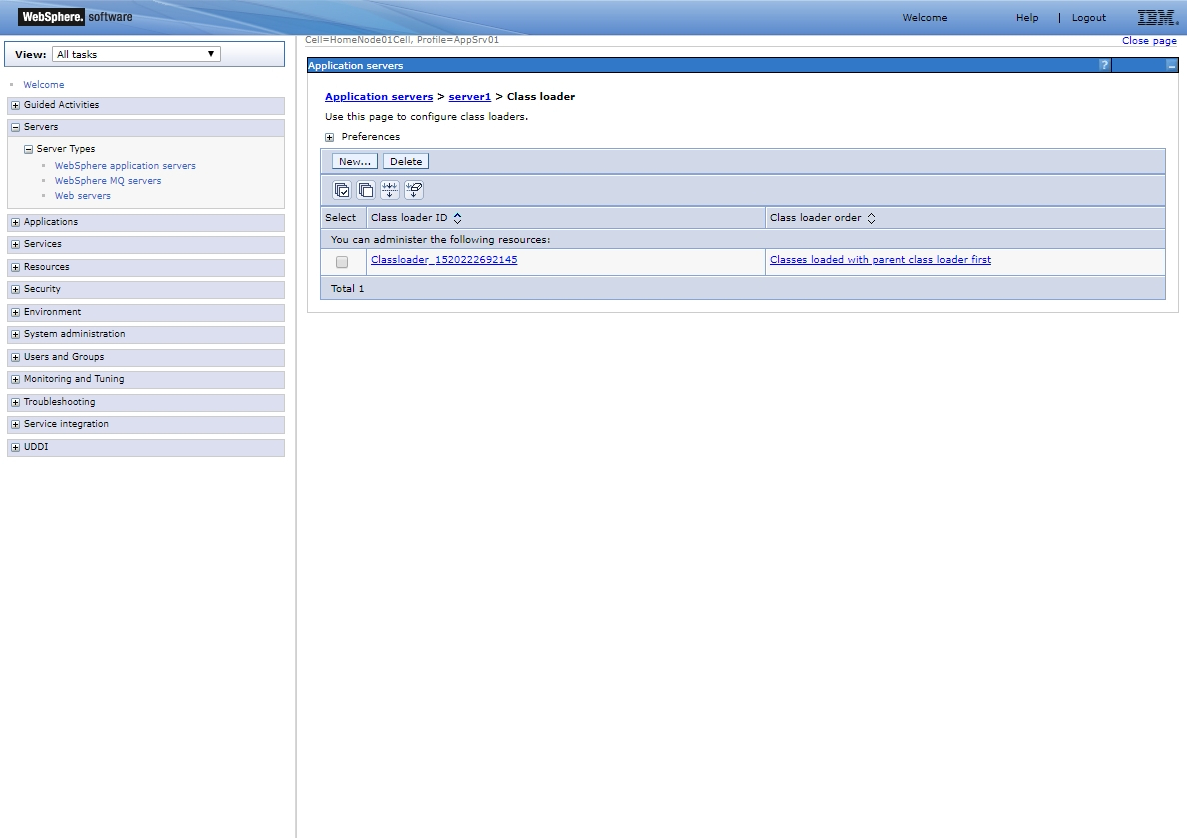 WebSphere. software
Welcome
Help | Logout
IBM.
View: All tasks
Welcome
Guided Activities
Servers
Server Types
WebSphere application servers
WebSphere MQ servers
Web servers
Applications
Services
Resources
Security
Environment
System administration
Users and Groups
Monitoring and Tuning
Troubleshooting
Service integration
UDDI
Cell=HomeNode01Cell, Profile=AppSrv01
Close page
Application servers
?
Application servers > server1 > Class loader
Use this page to configure class loaders.
Preferences
New... Delete
Select Class loader ID Class loader order
You can administer the following resources:
Classloader_1520222692145 Classes loaded with parent class loader first
Total 1